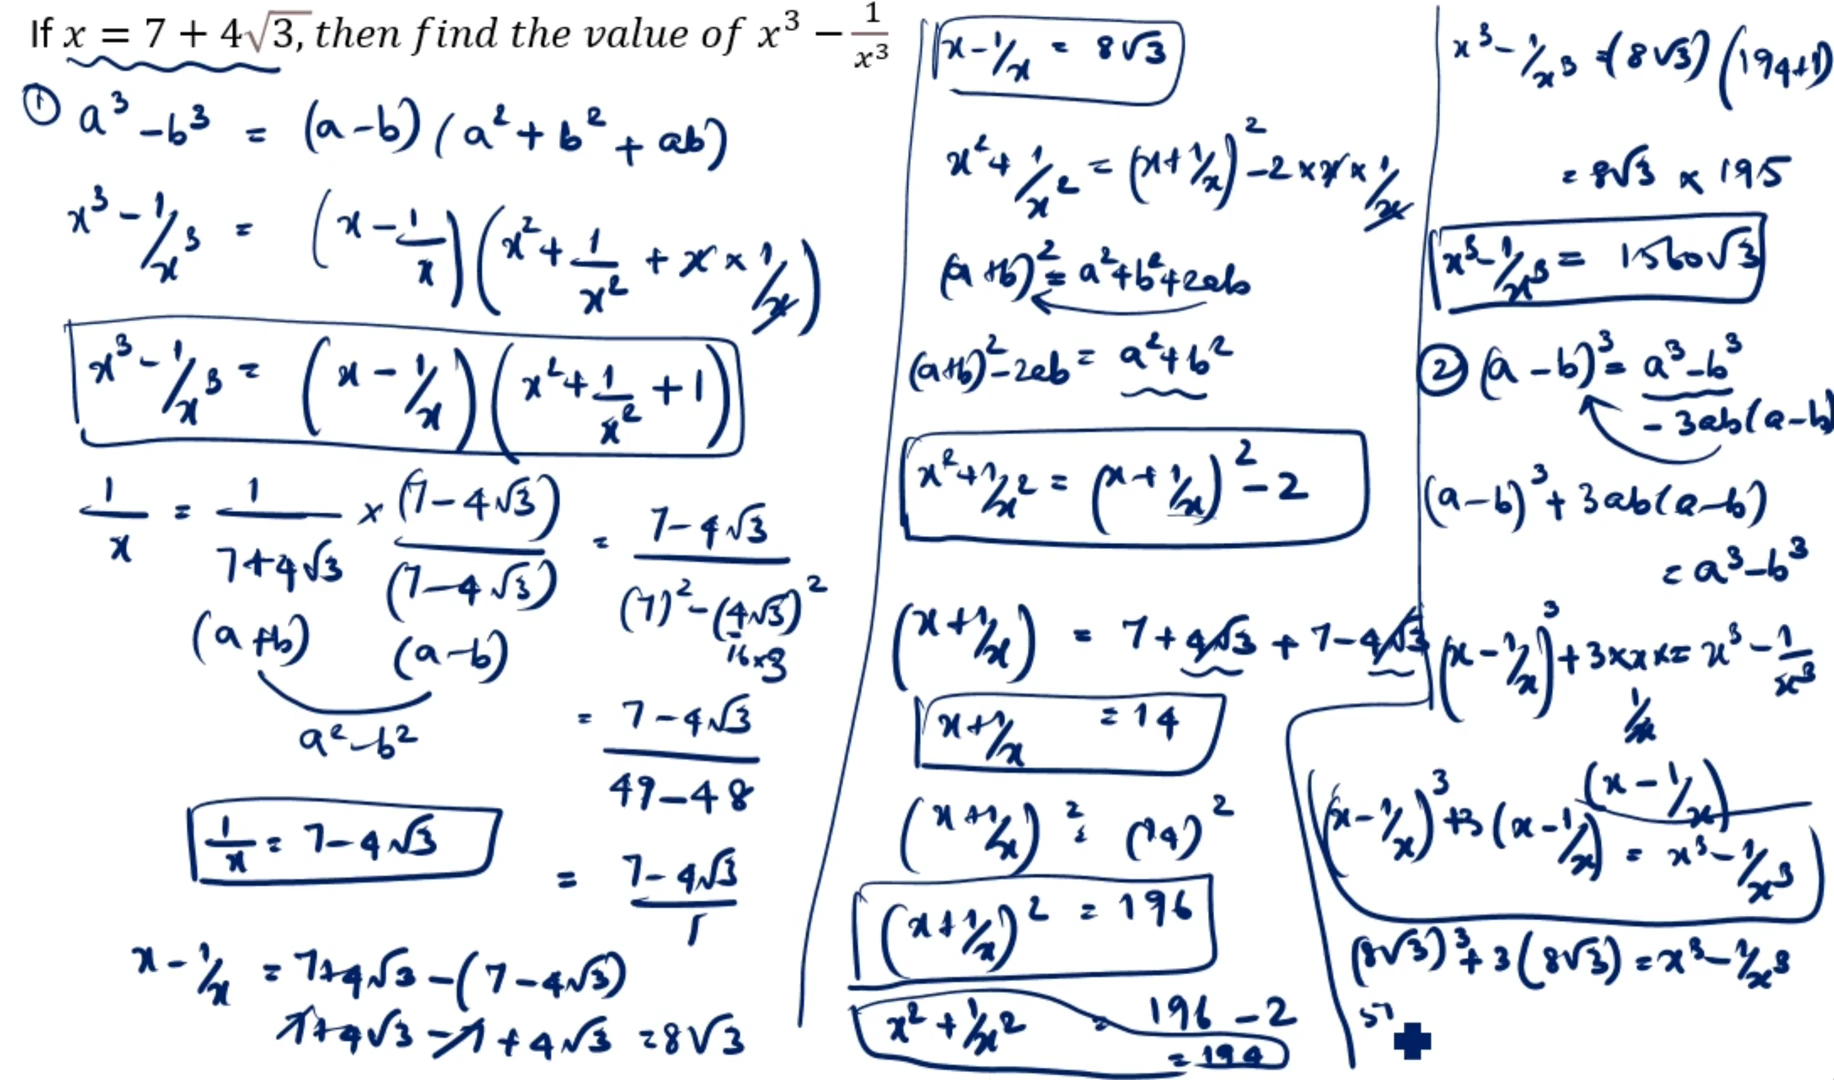 If x = 7 + 4√3, then find the value of x³ − 1/x³
① a³ − b³ = (a−b)(a² + b² + ab)
x³ − 1/x³ = (x − 1/x)(x² + 1/x² + x × 1/x)
x³ − 1/x³ = (x − 1/x)(x² + 1/x² + 1)
1/x = 1/(7+4√3) × (7−4√3)/(7−4√3) = (7−4√3)/((7)² − (4√3)²)
16×3
(a+b) (a−b)
a²−b²
= (7−4√3)/(49−48)
1/x = 7−4√3
= (7−4√3)/1
x − 1/x = 7+4√3 − (7−4√3)
7+4√3 − 7 + 4√3 = 8√3
x − 1/x = 8√3
x² + 1/x² = (x + 1/x)² − 2 × x × 1/x
(a+b)² = a²+b²+2ab
(a+b)² − 2ab = a²+b²
x² + 1/x² = (x + 1/x)² − 2
(x + 1/x) = 7+4√3 + 7−4√3
x + 1/x = 14
(x + 1/x)² = (14)²
(x + 1/x)² = 196
x² + 1/x² = 196 − 2
= 194
x³ − 1/x³ = (8√3)(194+1)
= 8√3 × 195
x³ − 1/x³ = 1560√3
② (a−b)³ = a³−b³
− 3ab(a−b)
(a−b)³ + 3ab(a−b)
= a³−b³
(x − 1/x)³ + 3×x× 1/x (x − 1/x) = x³ − 1/x³
(x − 1/x)³ + 3(x − 1/x) = x³ − 1/x³
(8√3)³ + 3(8√3) = x³ − 1/x³